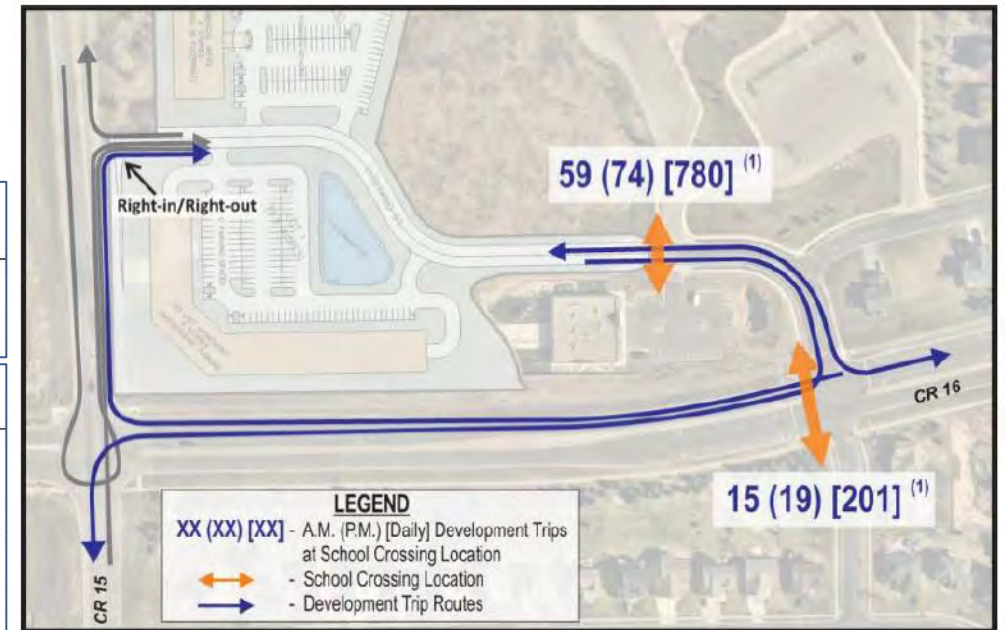 59 (74) [780] (1)
Right-in/Right-out
CR 16
15 (19) [201] (1)
LEGEND
XX (XX) [XX] - A.M. (P.M.) [Daily] Development Trips
at School Crossing Location
- School Crossing Location
- Development Trip Routes
CR 15